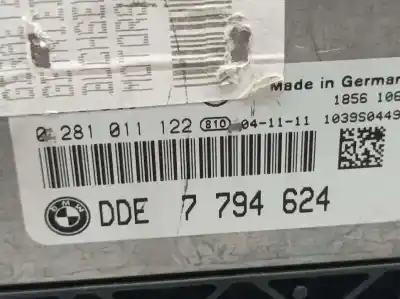 Made in German
1856 106
0 281 011 122 810 04-11-11 1039S0449
BMW
DDE 7 794 624